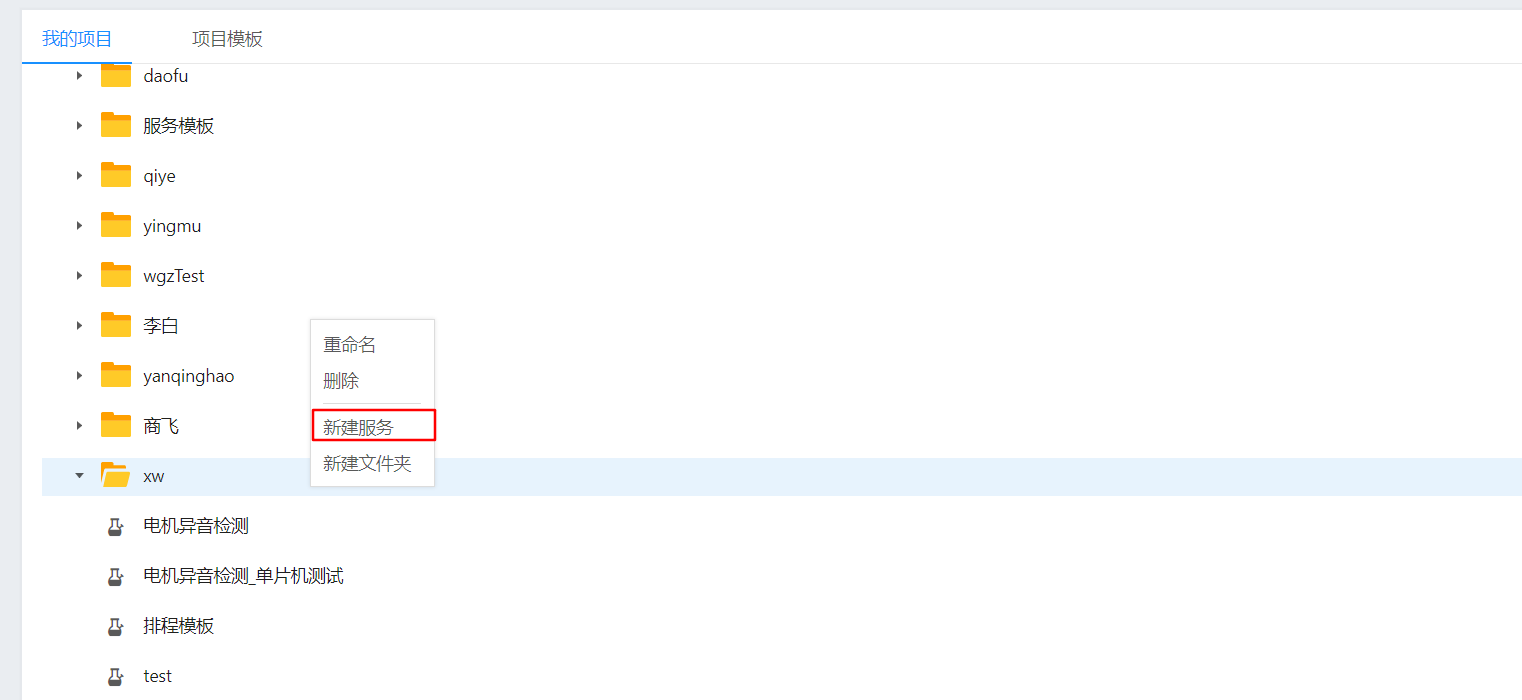 我的项目 项目模板
daofu
服务模板
qiye
yingmu
wgzTest
李白
yanqinghao
商飞
xw
重命名
删除
新建服务
新建文件夹
电机异音检测
电机异音检测_单片机测试
排程模板
test